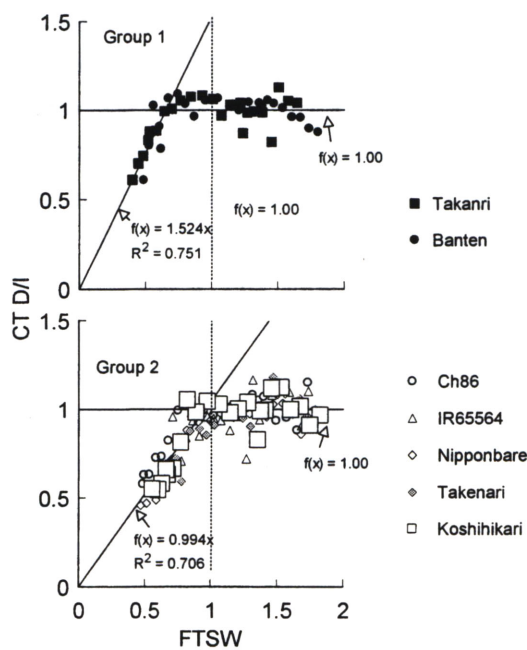 1.5
Group 1
1
f(x) = 1.00
f(x) = 1.00
0.5
f(x) = 1.524x
R² = 0.751
0
Takanri
Banten
CT D/I
1.5
Group 2
1
f(x) = 1.00
0.5
f(x) = 0.994x
R² = 0.706
0
0 0.5 1 1.5 2
FTSW
Ch86
IR65564
Nipponbare
Takenari
Koshihikari